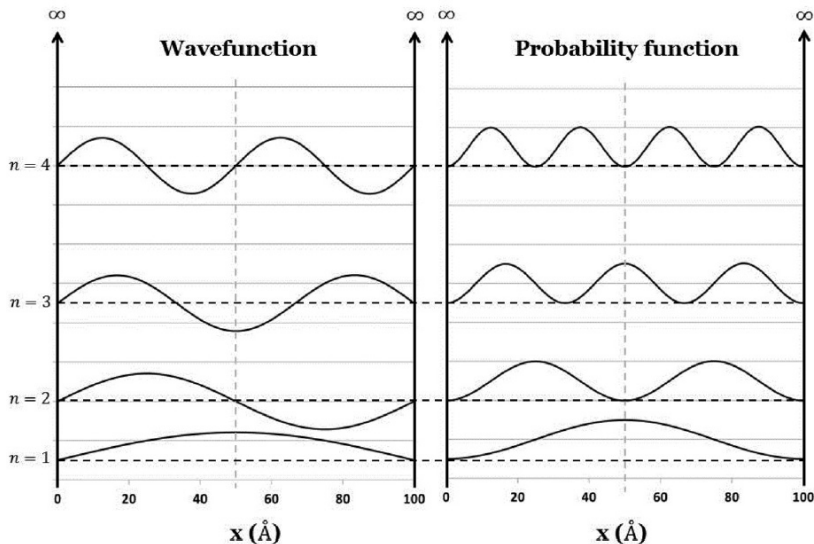 ∞ ∞ ∞ ∞
Wavefunction
n = 4
n = 3
n = 2
n = 1
0 20 40 60 80 100
x (Å)
Probability function
0 20 40 60 80 100
x (Å)